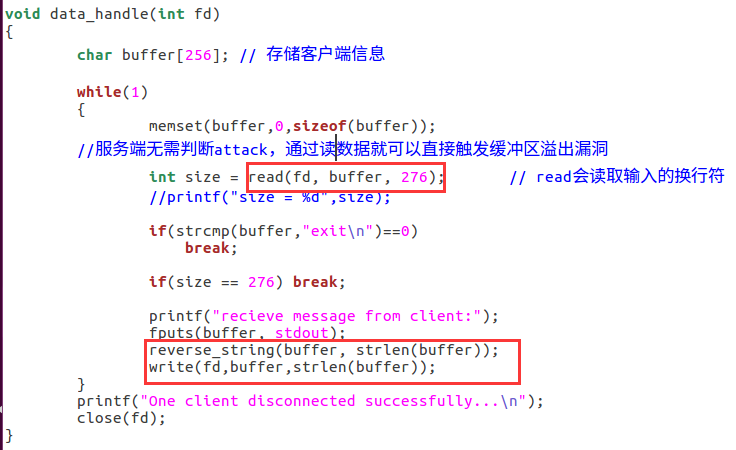 void data_handle(int fd)
{
char buffer[256]; // 存储客户端信息
while(1)
{
memset(buffer,0,sizeof(buffer));
//服务端无需判断attack，通过读数据就可以直接触发缓冲区溢出漏洞
int size = read(fd, buffer, 276); // read会读取输入的换行符
//printf("size = %d",size);
if(strcmp(buffer,"exit\n")==0)
break;
if(size == 276) break;
printf("recieve message from client:");
fputs(buffer, stdout);
reverse_string(buffer, strlen(buffer));
write(fd,buffer,strlen(buffer));
}
printf("One client disconnected successfully...\n");
close(fd);
}